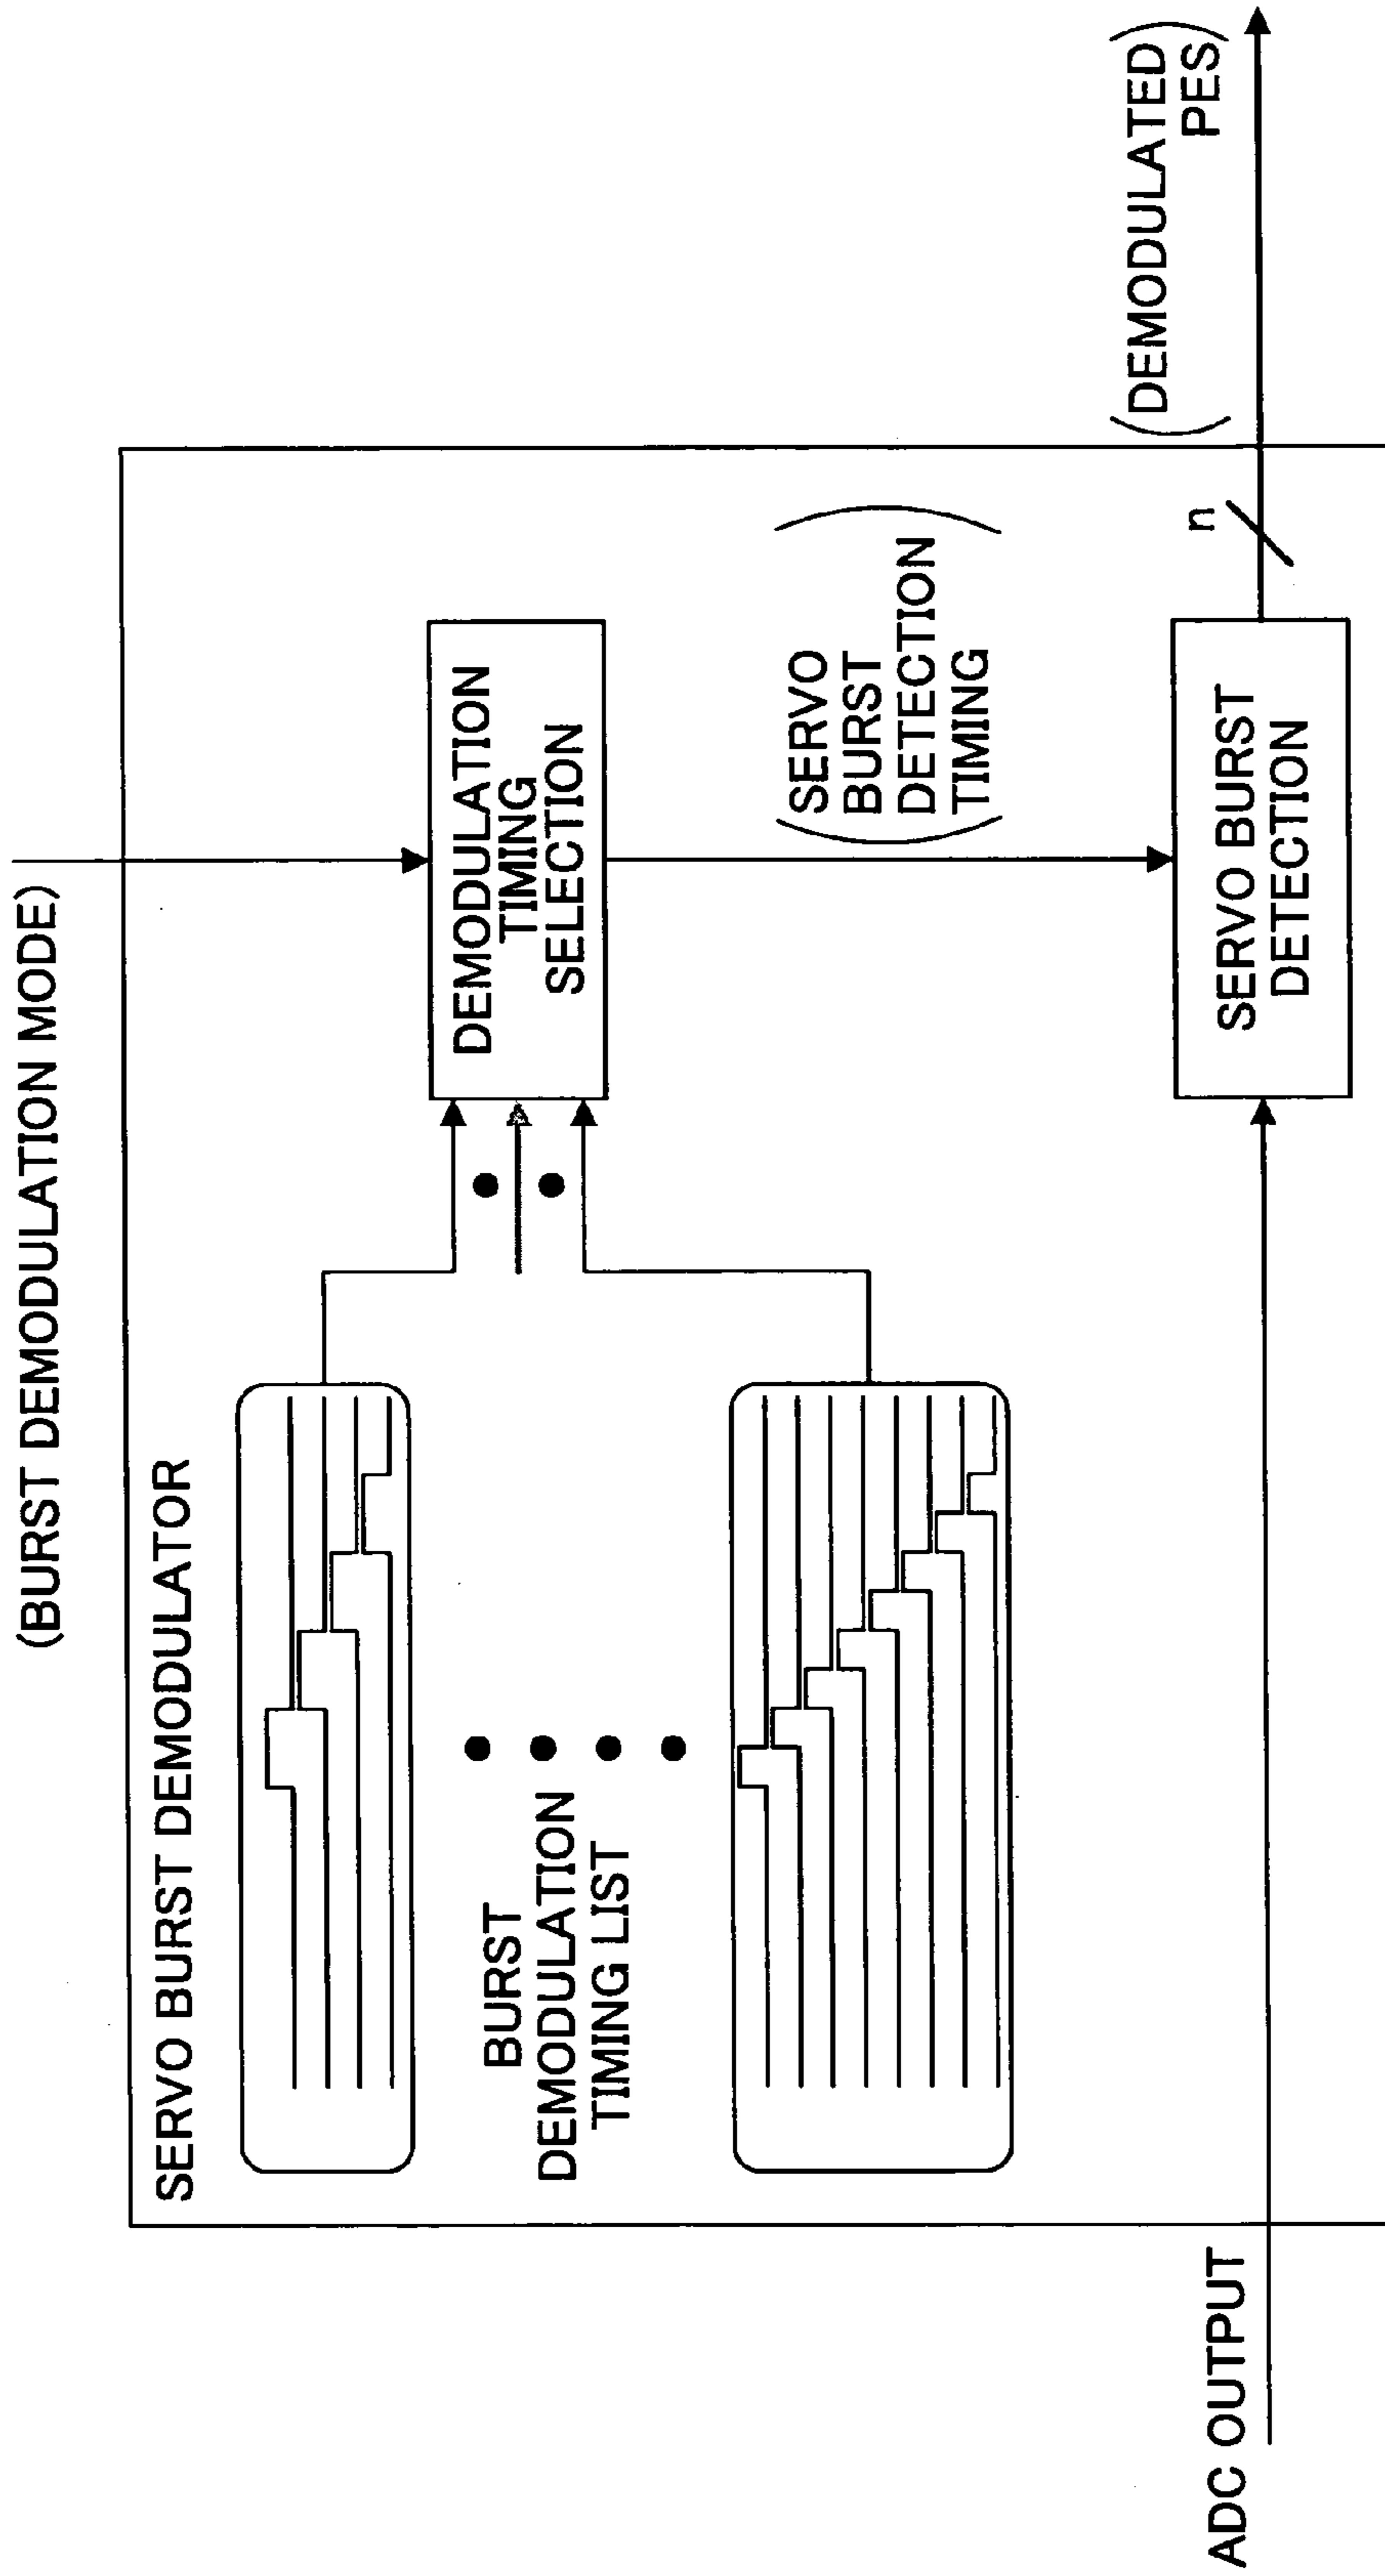 (BURST DEMODULATION MODE)
SERVO BURST DEMODULATOR
DEMODULATION
TIMING
SELECTION
BURST
DEMODULATION
TIMING LIST
(SERVO
BURST
DETECTION
TIMING)
ADC OUTPUT
SERVO BURST
DETECTION
n
(DEMODULATED
PES)